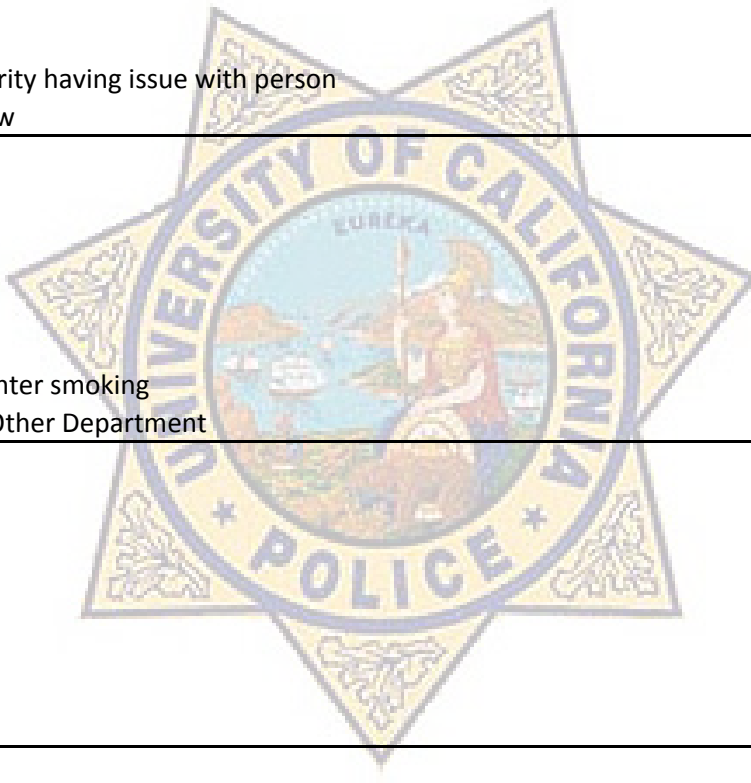 rity having issue with person
w
UNIVERSITY OF CALIFORNIA
EUREKA
nter smoking
Other Department
POLICE